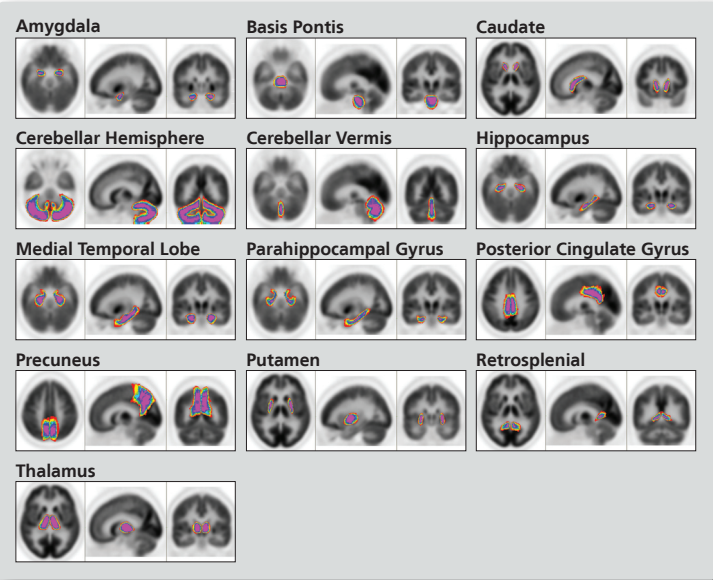 Amygdala
Basis Pontis
Caudate
Cerebellar Hemisphere
Cerebellar Vermis
Hippocampus
Medial Temporal Lobe
Parahippocampal Gyrus
Posterior Cingulate Gyrus
Precuneus
Putamen
Retrosplenial
Thalamus